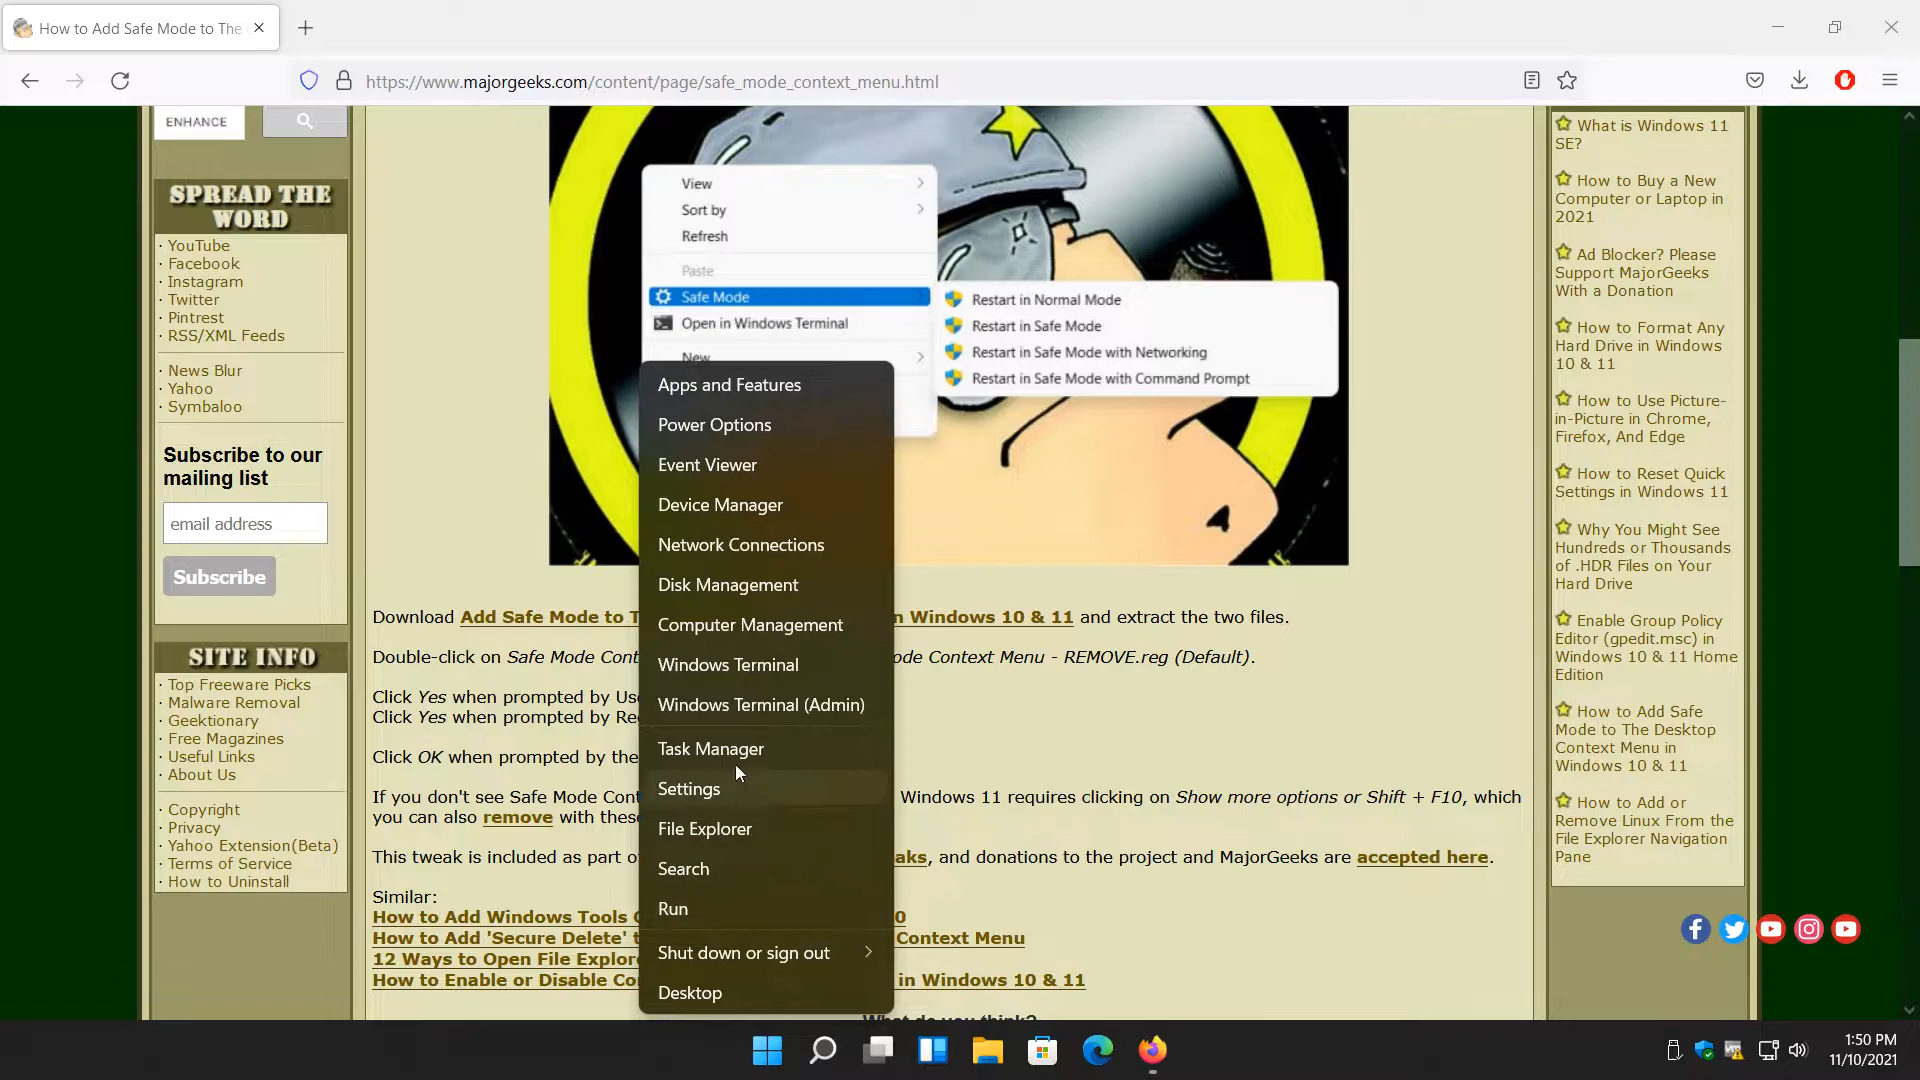 How to Add Safe Mode to The
https://www.majorgeeks.com/content/page/safe_mode_context_menu.html
ENHANCE
SPREAD THE
WORD
· YouTube
· Facebook
· Instagram
· Twitter
· Pintrest
· RSS/XML Feeds
· News Blur
· Yahoo
· Symbaloo
Subscribe to our
mailing list
email address
Subscribe
SITE INFO
· Top Freeware Picks
· Malware Removal
· Geektionary
· Free Magazines
· Useful Links
· About Us
· Copyright
· Privacy
· Yahoo Extension(Beta)
· Terms of Service
· How to Uninstall
View
Sort by
Refresh
Paste
Safe Mode
Open in Windows Terminal
New
Restart in Normal Mode
Restart in Safe Mode
Restart in Safe Mode with Networking
Restart in Safe Mode with Command Prompt
Apps and Features
Power Options
Event Viewer
Device Manager
Network Connections
Disk Management
Computer Management
Windows Terminal
Windows Terminal (Admin)
Task Manager
Settings
File Explorer
Search
Run
Shut down or sign out
Desktop
Download Add Safe Mode to T n Windows 10 & 11 and extract the two files.
Double-click on Safe Mode Cont ode Context Menu - REMOVE.reg (Default).
Click Yes when prompted by Use
Click Yes when prompted by Re
Click OK when prompted by the
If you don't see Safe Mode Cont Windows 11 requires clicking on Show more options or Shift + F10, which
you can also remove with these
This tweak is included as part o aks, and donations to the project and MajorGeeks are accepted here.
Similar:
How to Add Windows Tools C 0
How to Add 'Secure Delete' t Context Menu
12 Ways to Open File Explore
How to Enable or Disable Co in Windows 10 & 11
What do you think?
What is Windows 11
SE?
How to Buy a New
Computer or Laptop in
2021
Ad Blocker? Please
Support MajorGeeks
With a Donation
How to Format Any
Hard Drive in Windows
10 & 11
How to Use Picture-
in-Picture in Chrome,
Firefox, And Edge
How to Reset Quick
Settings in Windows 11
Why You Might See
Hundreds or Thousands
of .HDR Files on Your
Hard Drive
Enable Group Policy
Editor (gpedit.msc) in
Windows 10 & 11 Home
Edition
How to Add Safe
Mode to The Desktop
Context Menu in
Windows 10 & 11
How to Add or
Remove Linux From the
File Explorer Navigation
Pane
1:50 PM
11/10/2021